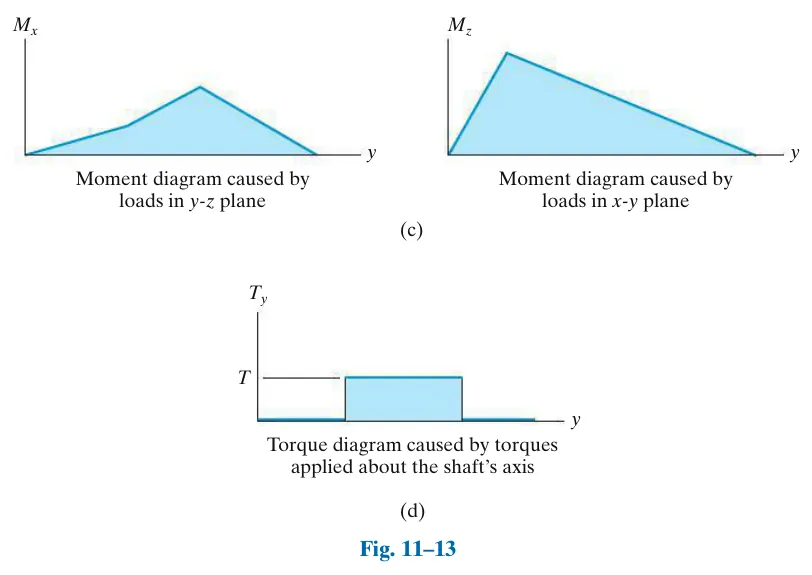 M_x
y
Moment diagram caused by
loads in y-z plane
M_z
y
Moment diagram caused by
loads in x-y plane
(c)
T_y
T
y
Torque diagram caused by torques
applied about the shaft's axis
(d)
Fig. 11–13